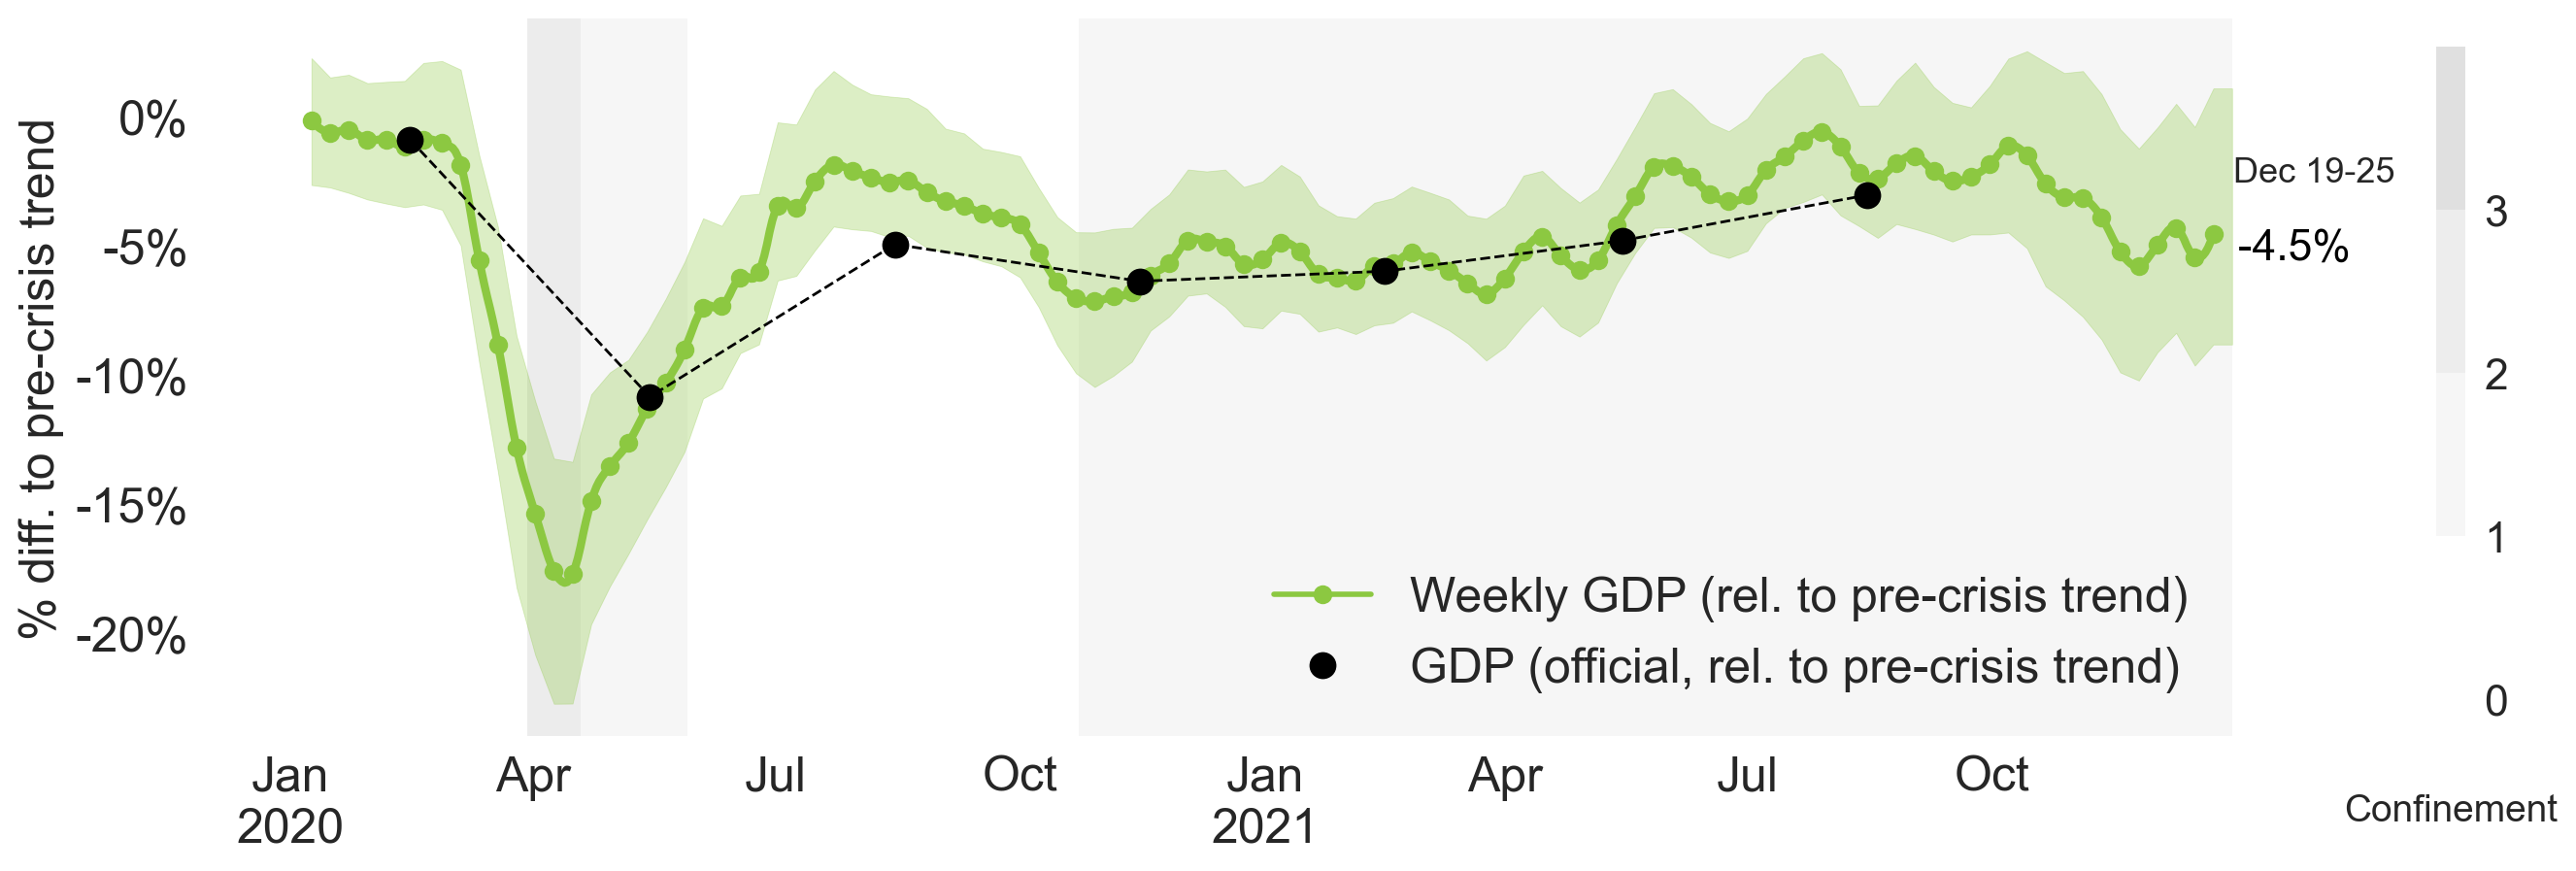 % diff. to pre-crisis trend
0%
-5%
-10%
-15%
-20%
Dec 19-25
-4.5%
Weekly GDP (rel. to pre-crisis trend)
GDP (official, rel. to pre-crisis trend)
Jan Apr Jul Oct Jan Apr Jul Oct
2020 2021
3
2
1
0
Confinement